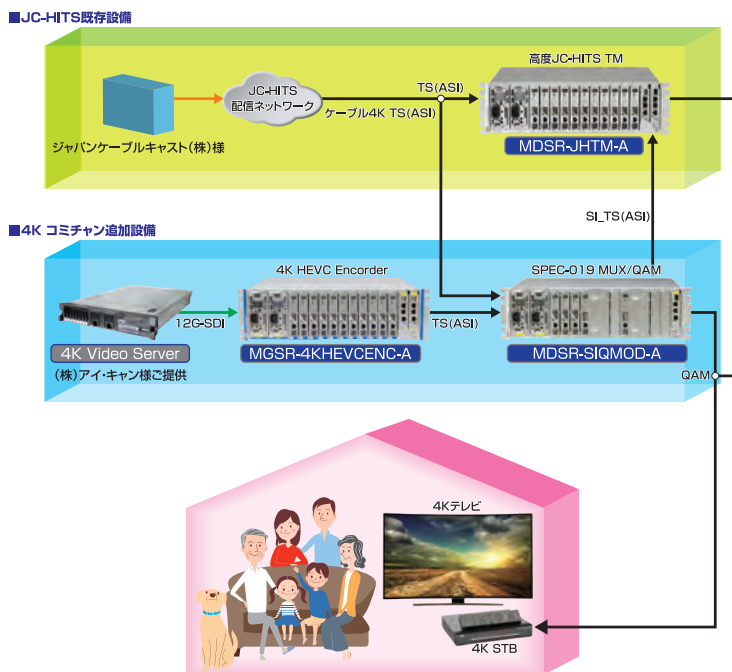 ■JC-HITS既存設備
高度JC-HITS TM
JC-HITS
配信ネットワーク
TS(ASI)
ケーブル4K TS(ASI)
ジャパンケーブルキャスト(株)様
MDSR-JHTM-A
SI_TS(ASI)
■4K コミチャン追加設備
4K HEVC Encorder
SPEC-019 MUX/QAM
12G-SDI
TS(ASI)
4K Video Server
MGSR-4KHEVCENC-A
MDSR-SIQMOD-A
(株)アイ・キャン様ご提供
QAM
4Kテレビ
4K STB